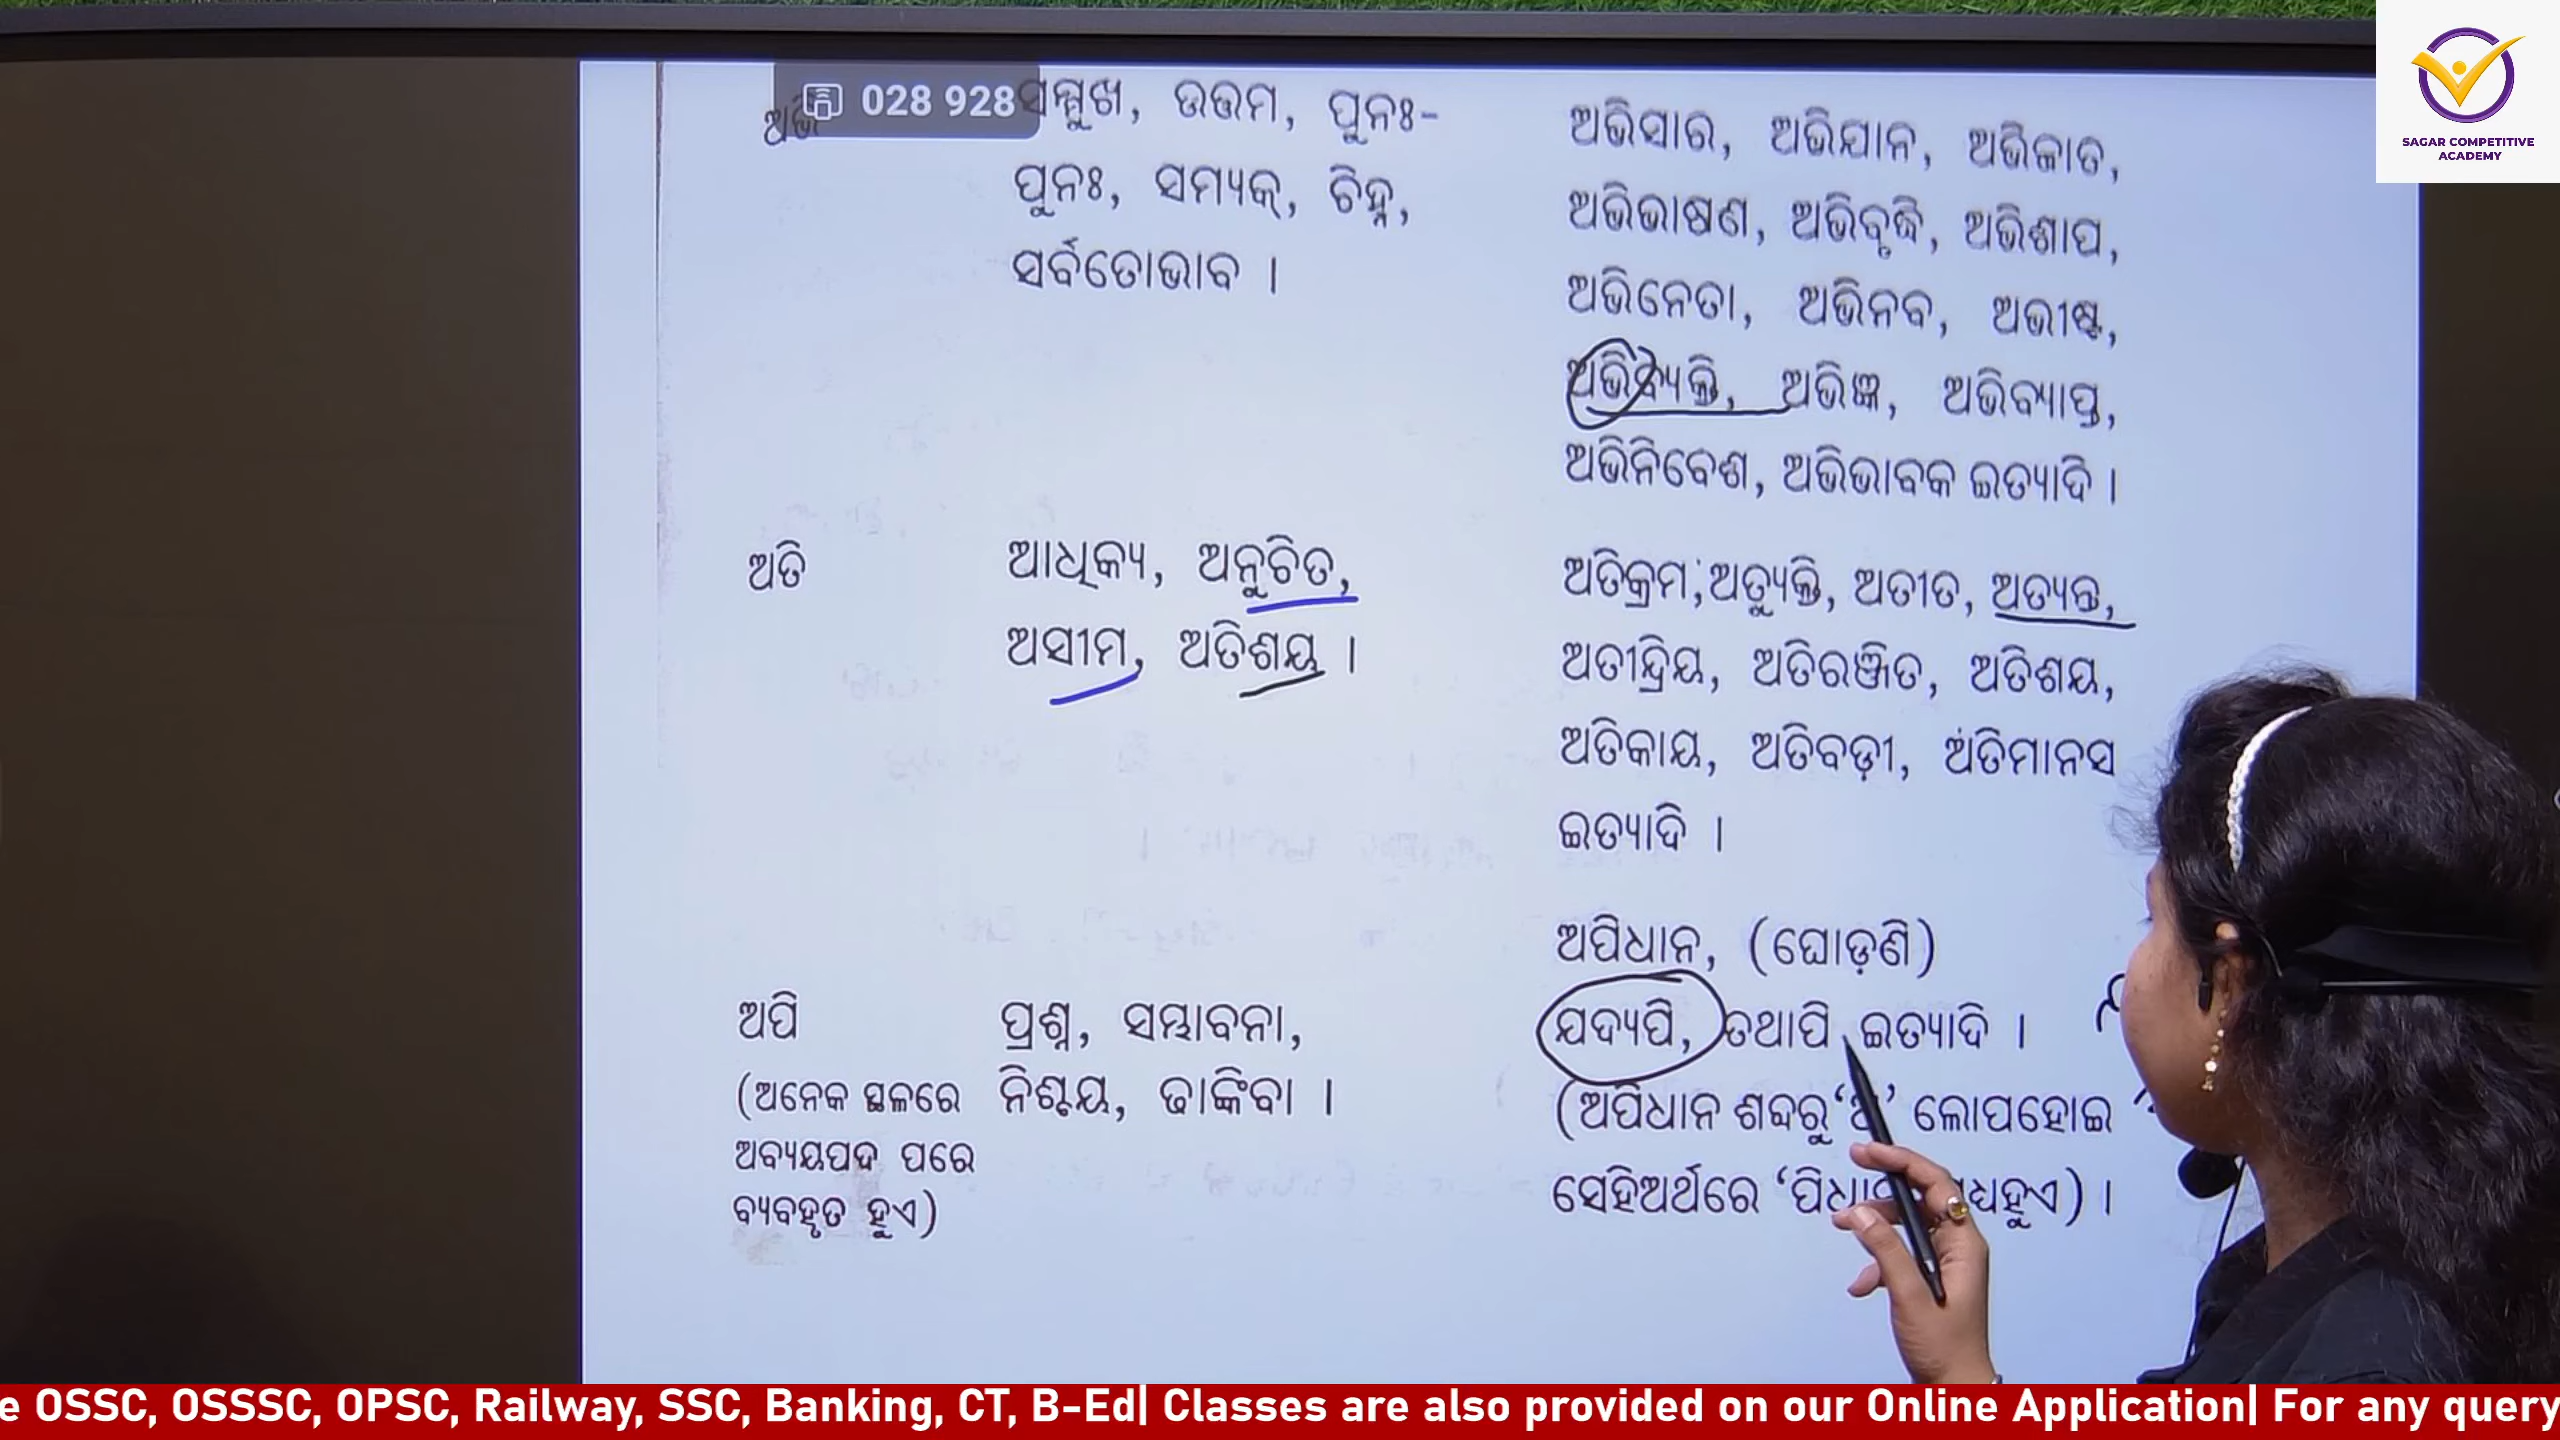 028 928
SAGAR COMPETITIVE
ACADEMY
ଅଭି ସମ୍ମୁଖ, ଉତ୍ତମ, ପୁନଃ-
ପୁନଃ, ସମ୍ୟକ୍, ଚିହ୍ନ,
ସର୍ବତୋଭାବ ।
ଅଭିସାର, ଅଭିଯାନ, ଅଭିଜାତ,
ଅଭିଭାଷଣ, ଅଭିବୃଦ୍ଧି, ଅଭିଶାପ,
ଅଭିନେତା, ଅଭିନବ, ଅଭୀଷ୍ଟ,
ଅଭିବ୍ୟକ୍ତି, ଅଭିଜ୍ଞ, ଅଭିବ୍ୟାପ୍ତ,
ଅଭିନିବେଶ, ଅଭିଭାବକ ଇତ୍ୟାଦି ।
ଅତି ଆଧିକ୍ୟ, ଅନୁଚିତ,
ଅସୀମ, ଅତିଶୟ ।
ଅତିକ୍ରମ, ଅତ୍ୟୁକ୍ତି, ଅତୀତ, ଅତ୍ୟନ୍ତ,
ଅତୀନ୍ଦ୍ରିୟ, ଅତିରଞ୍ଜିତ, ଅତିଶୟ,
ଅତିକାୟ, ଅତିବଡ଼ୀ, ଅତିମାନସ
ଇତ୍ୟାଦି ।
ଅପି ପ୍ରଶ୍ନ, ସମ୍ଭାବନା,
(ଅନେକ ସ୍ଥଳରେ ନିଶ୍ଚୟ, ଢାଙ୍କିବା ।
ଅବ୍ୟୟପଦ ପରେ
ବ୍ୟବହୃତ ହୁଏ)
ଅପିଧାନ, (ଘୋଡ଼ଣି)
ଯଦ୍ୟପି, ତଥାପି ଇତ୍ୟାଦି ।
(ଅପିଧାନ ଶବ୍ଦରୁ ‘ଅ’ ଲୋପହୋଇ
ସେହିଅର୍ଥରେ
e OSSC, OSSSC, OPSC, Railway, SSC, Banking, CT, B-Ed| Classes are also provided on our Online Application| For any query